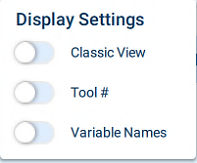 Display Settings
Classic View
Tool #
Variable Names